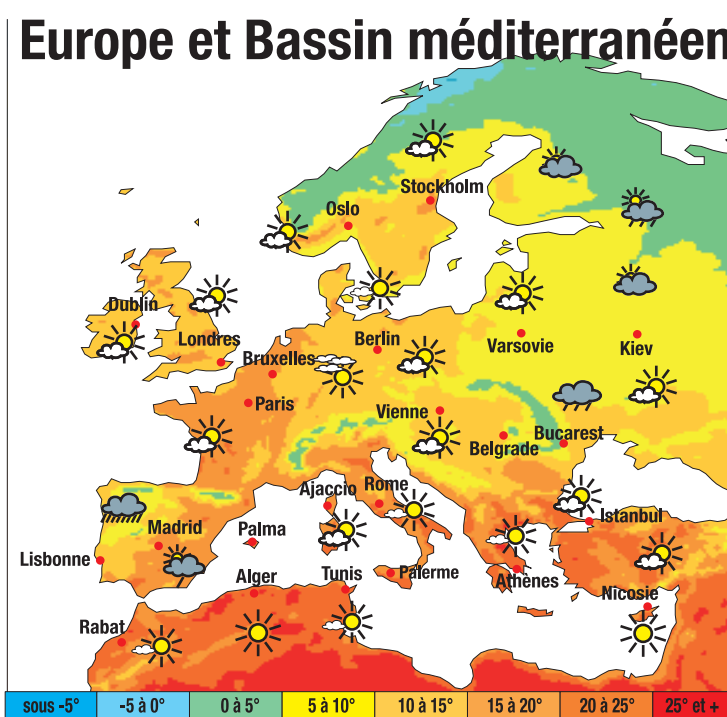 Europe et Bassin méditerranéen
Stockholm
Oslo
Dublin
Londres
Berlin
Varsovie
Kiev
Bruxelles
Paris
Vienne
Bucarest
Belgrade
Ajaccio
Rome
Istanbul
Madrid
Palma
Lisbonne
Alger
Tunis
Palerme
Athènes
Nicosie
Rabat
sous -5°
-5 à 0°
0 à 5°
5 à 10°
10 à 15°
15 à 20°
20 à 25°
25° et +